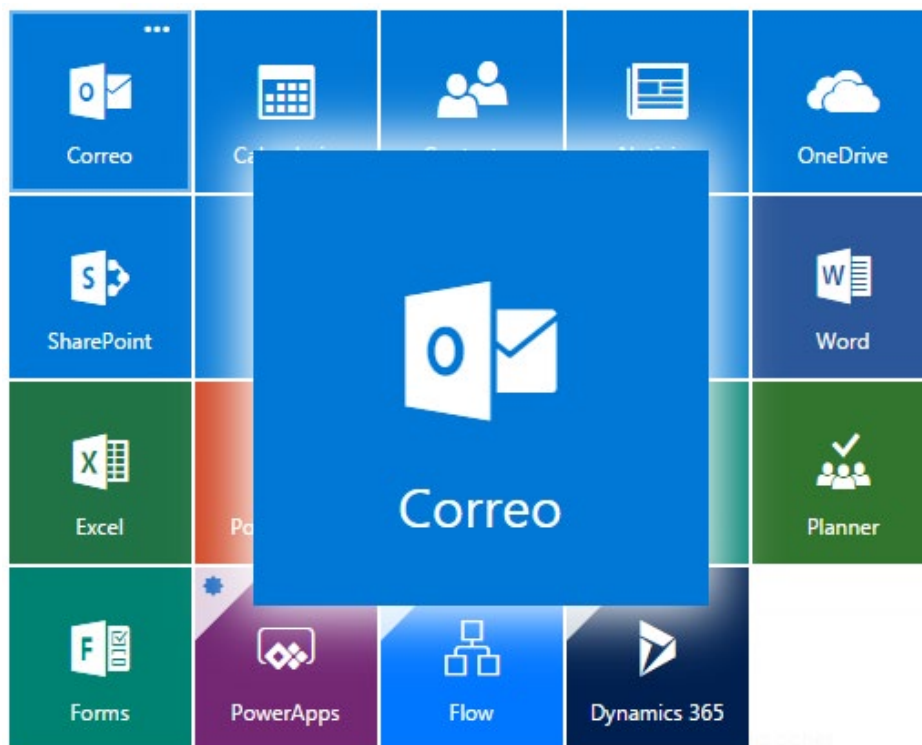 Correo
OneDrive
SharePoint
Word
Correo
Excel
Planner
Forms
PowerApps
Flow
Dynamics 365